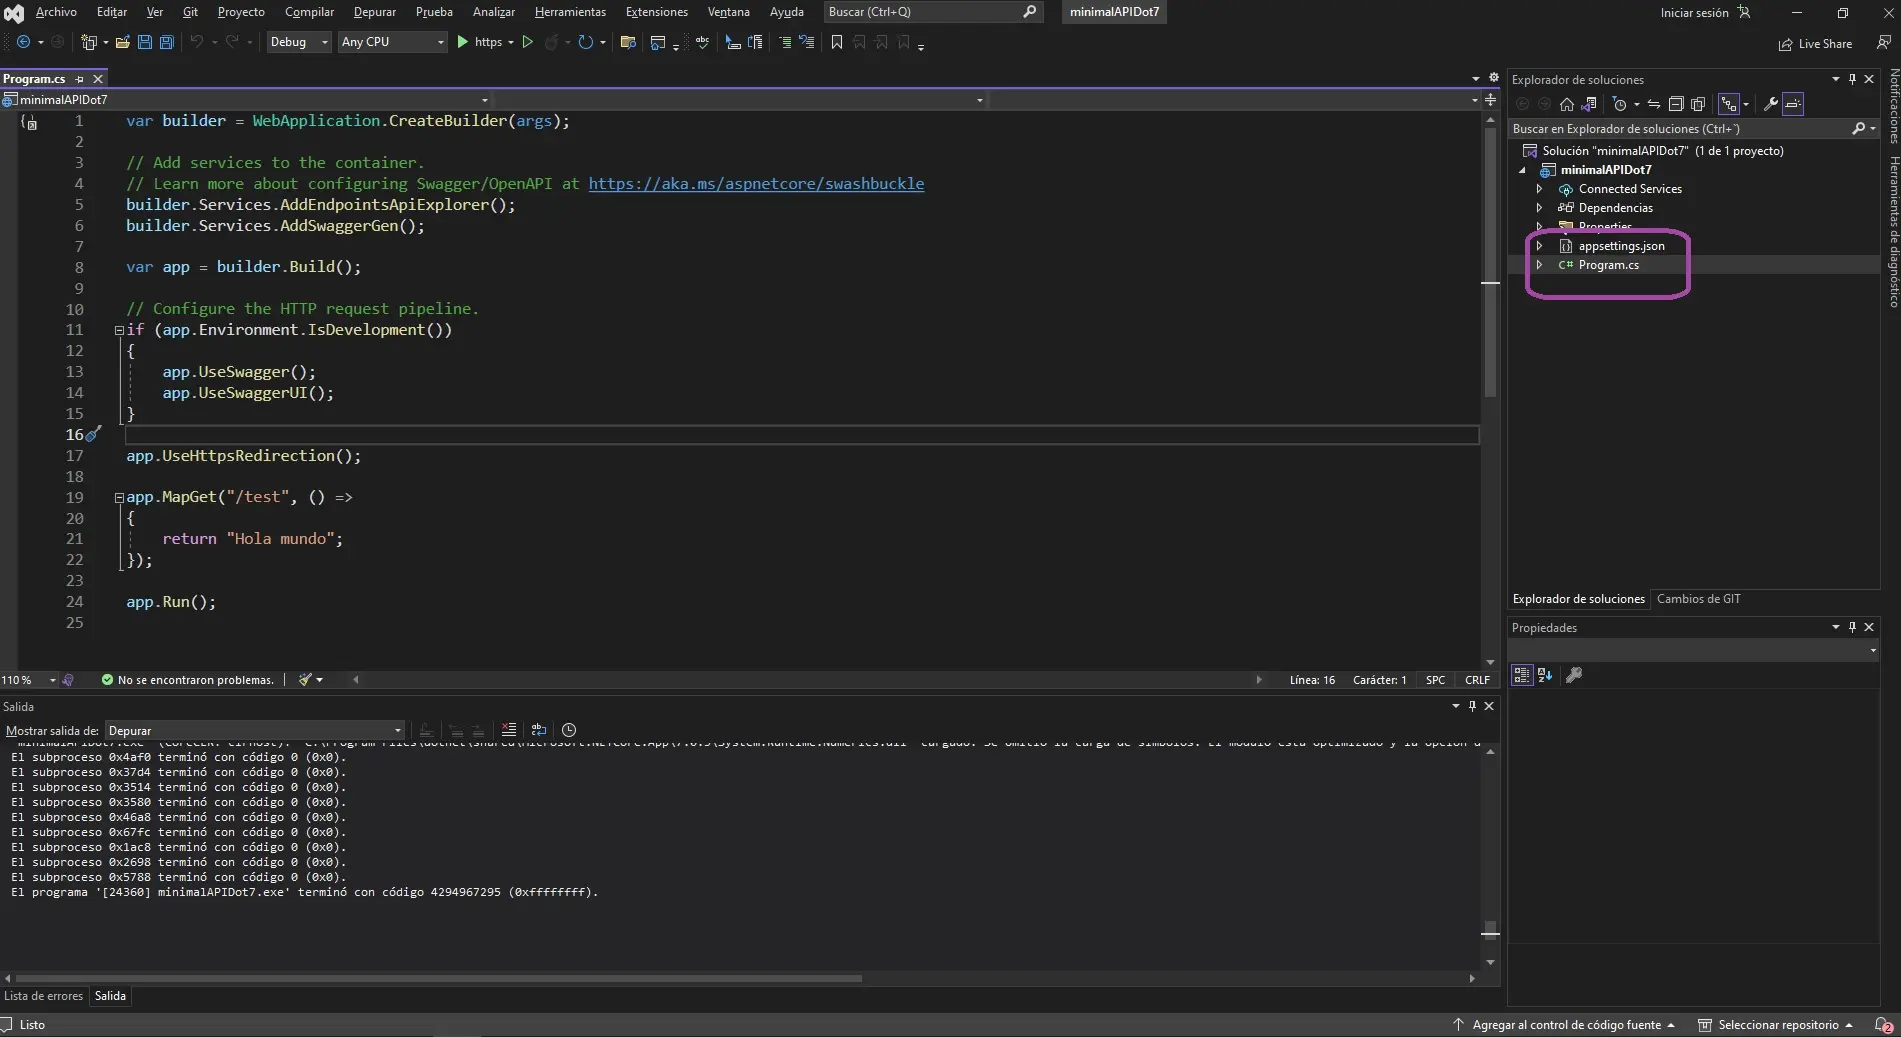 Archivo Editar Ver Git Proyecto Compilar Depurar Prueba Analizar Herramientas Extensiones Ventana Ayuda Buscar (Ctrl+Q) minimalAPIDot7 Iniciar sesión
Debug Any CPU https Live Share
Program.cs
minimalAPIDot7
1 var builder = WebApplication.CreateBuilder(args);
2
3 // Add services to the container.
4 // Learn more about configuring Swagger/OpenAPI at https://aka.ms/aspnetcore/swashbuckle
5 builder.Services.AddEndpointsApiExplorer();
6 builder.Services.AddSwaggerGen();
7
8 var app = builder.Build();
9
10 // Configure the HTTP request pipeline.
11 if (app.Environment.IsDevelopment())
12 {
13 app.UseSwagger();
14 app.UseSwaggerUI();
15 }
16
17 app.UseHttpsRedirection();
18
19 app.MapGet("/test", () =>
20 {
21 return "Hola mundo";
22 });
23
24 app.Run();
25
110 % No se encontraron problemas. Línea: 16 Carácter: 1 SPC CRLF
Salida
Mostrar salida de: Depurar
El subproceso 0x4af0 terminó con código 0 (0x0).
El subproceso 0x37d4 terminó con código 0 (0x0).
El subproceso 0x3514 terminó con código 0 (0x0).
El subproceso 0x3580 terminó con código 0 (0x0).
El subproceso 0x46a8 terminó con código 0 (0x0).
El subproceso 0x67fc terminó con código 0 (0x0).
El subproceso 0x1ac8 terminó con código 0 (0x0).
El subproceso 0x2698 terminó con código 0 (0x0).
El subproceso 0x5788 terminó con código 0 (0x0).
El programa '[24360] minimalAPIDot7.exe' terminó con código 4294967295 (0xffffffff).
Lista de errores Salida
Explorador de soluciones
Buscar en Explorador de soluciones (Ctrl+`)
Solución "minimalAPIDot7" (1 de 1 proyecto)
minimalAPIDot7
Connected Services
Dependencias
Properties
appsettings.json
C# Program.cs
Explorador de soluciones Cambios de GIT
Propiedades
Notificaciones
Herramientas de diagnóstico
Listo Agregar al control de código fuente Seleccionar repositorio 2